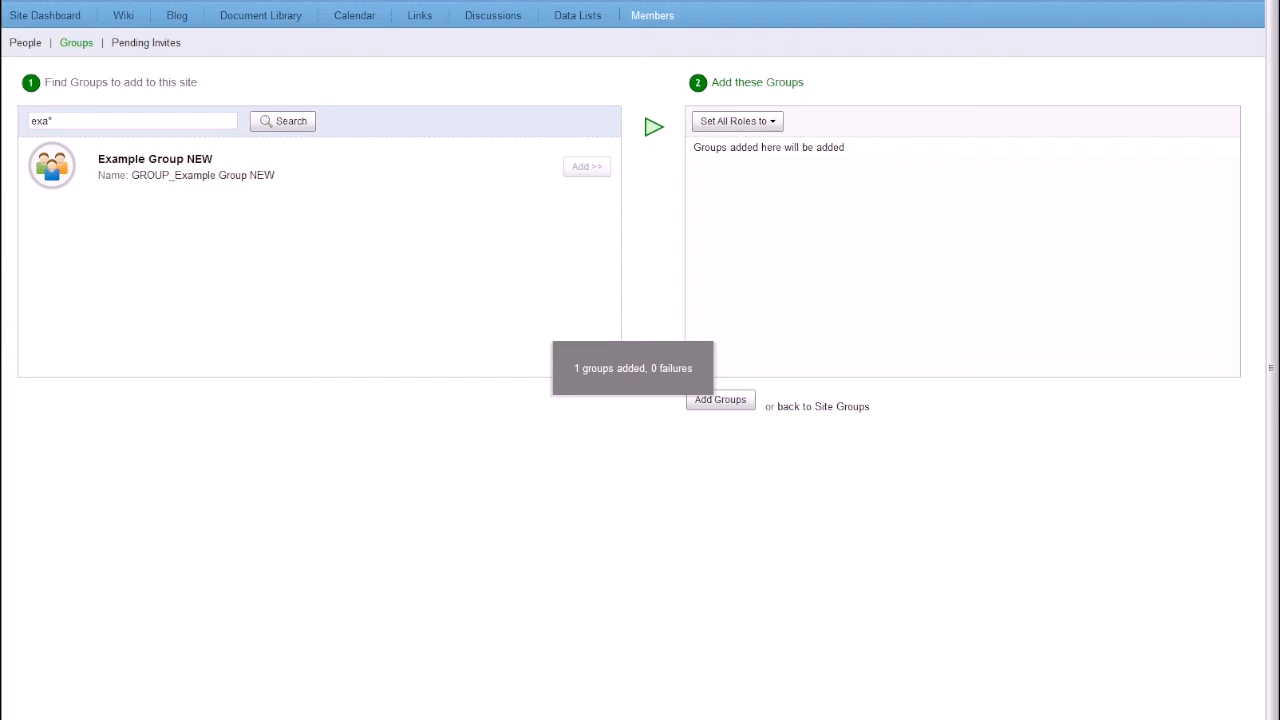 Site Dashboard Wiki Blog Document Library Calendar Links Discussions Data Lists Members
People | Groups | Pending Invites
1 Find Groups to add to this site
2 Add these Groups
exa* Search
Set All Roles to
Example Group NEW
Name: GROUP_Example Group NEW
Add >>
Groups added here will be added
1 groups added, 0 failures
Add Groups or back to Site Groups